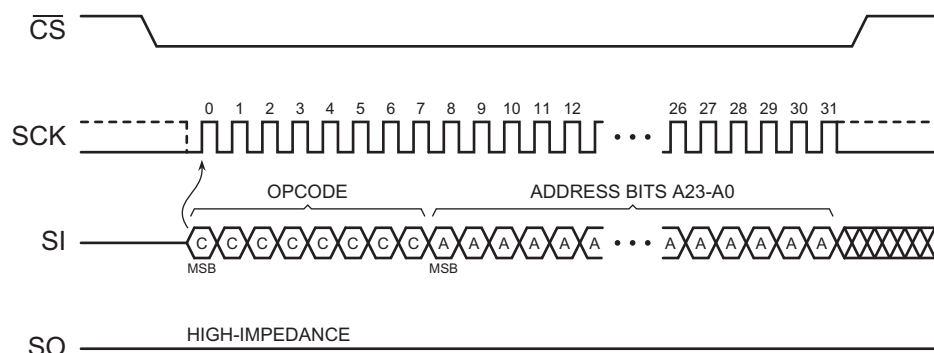 CS
0 1 2 3 4 5 6 7 8 9 10 11 12 26 27 28 29 30 31
SCK
OPCODE ADDRESS BITS A23-A0
SI C C C C C C C C A A A A A A A A A A A A
MSB MSB
HIGH-IMPEDANCE
SO